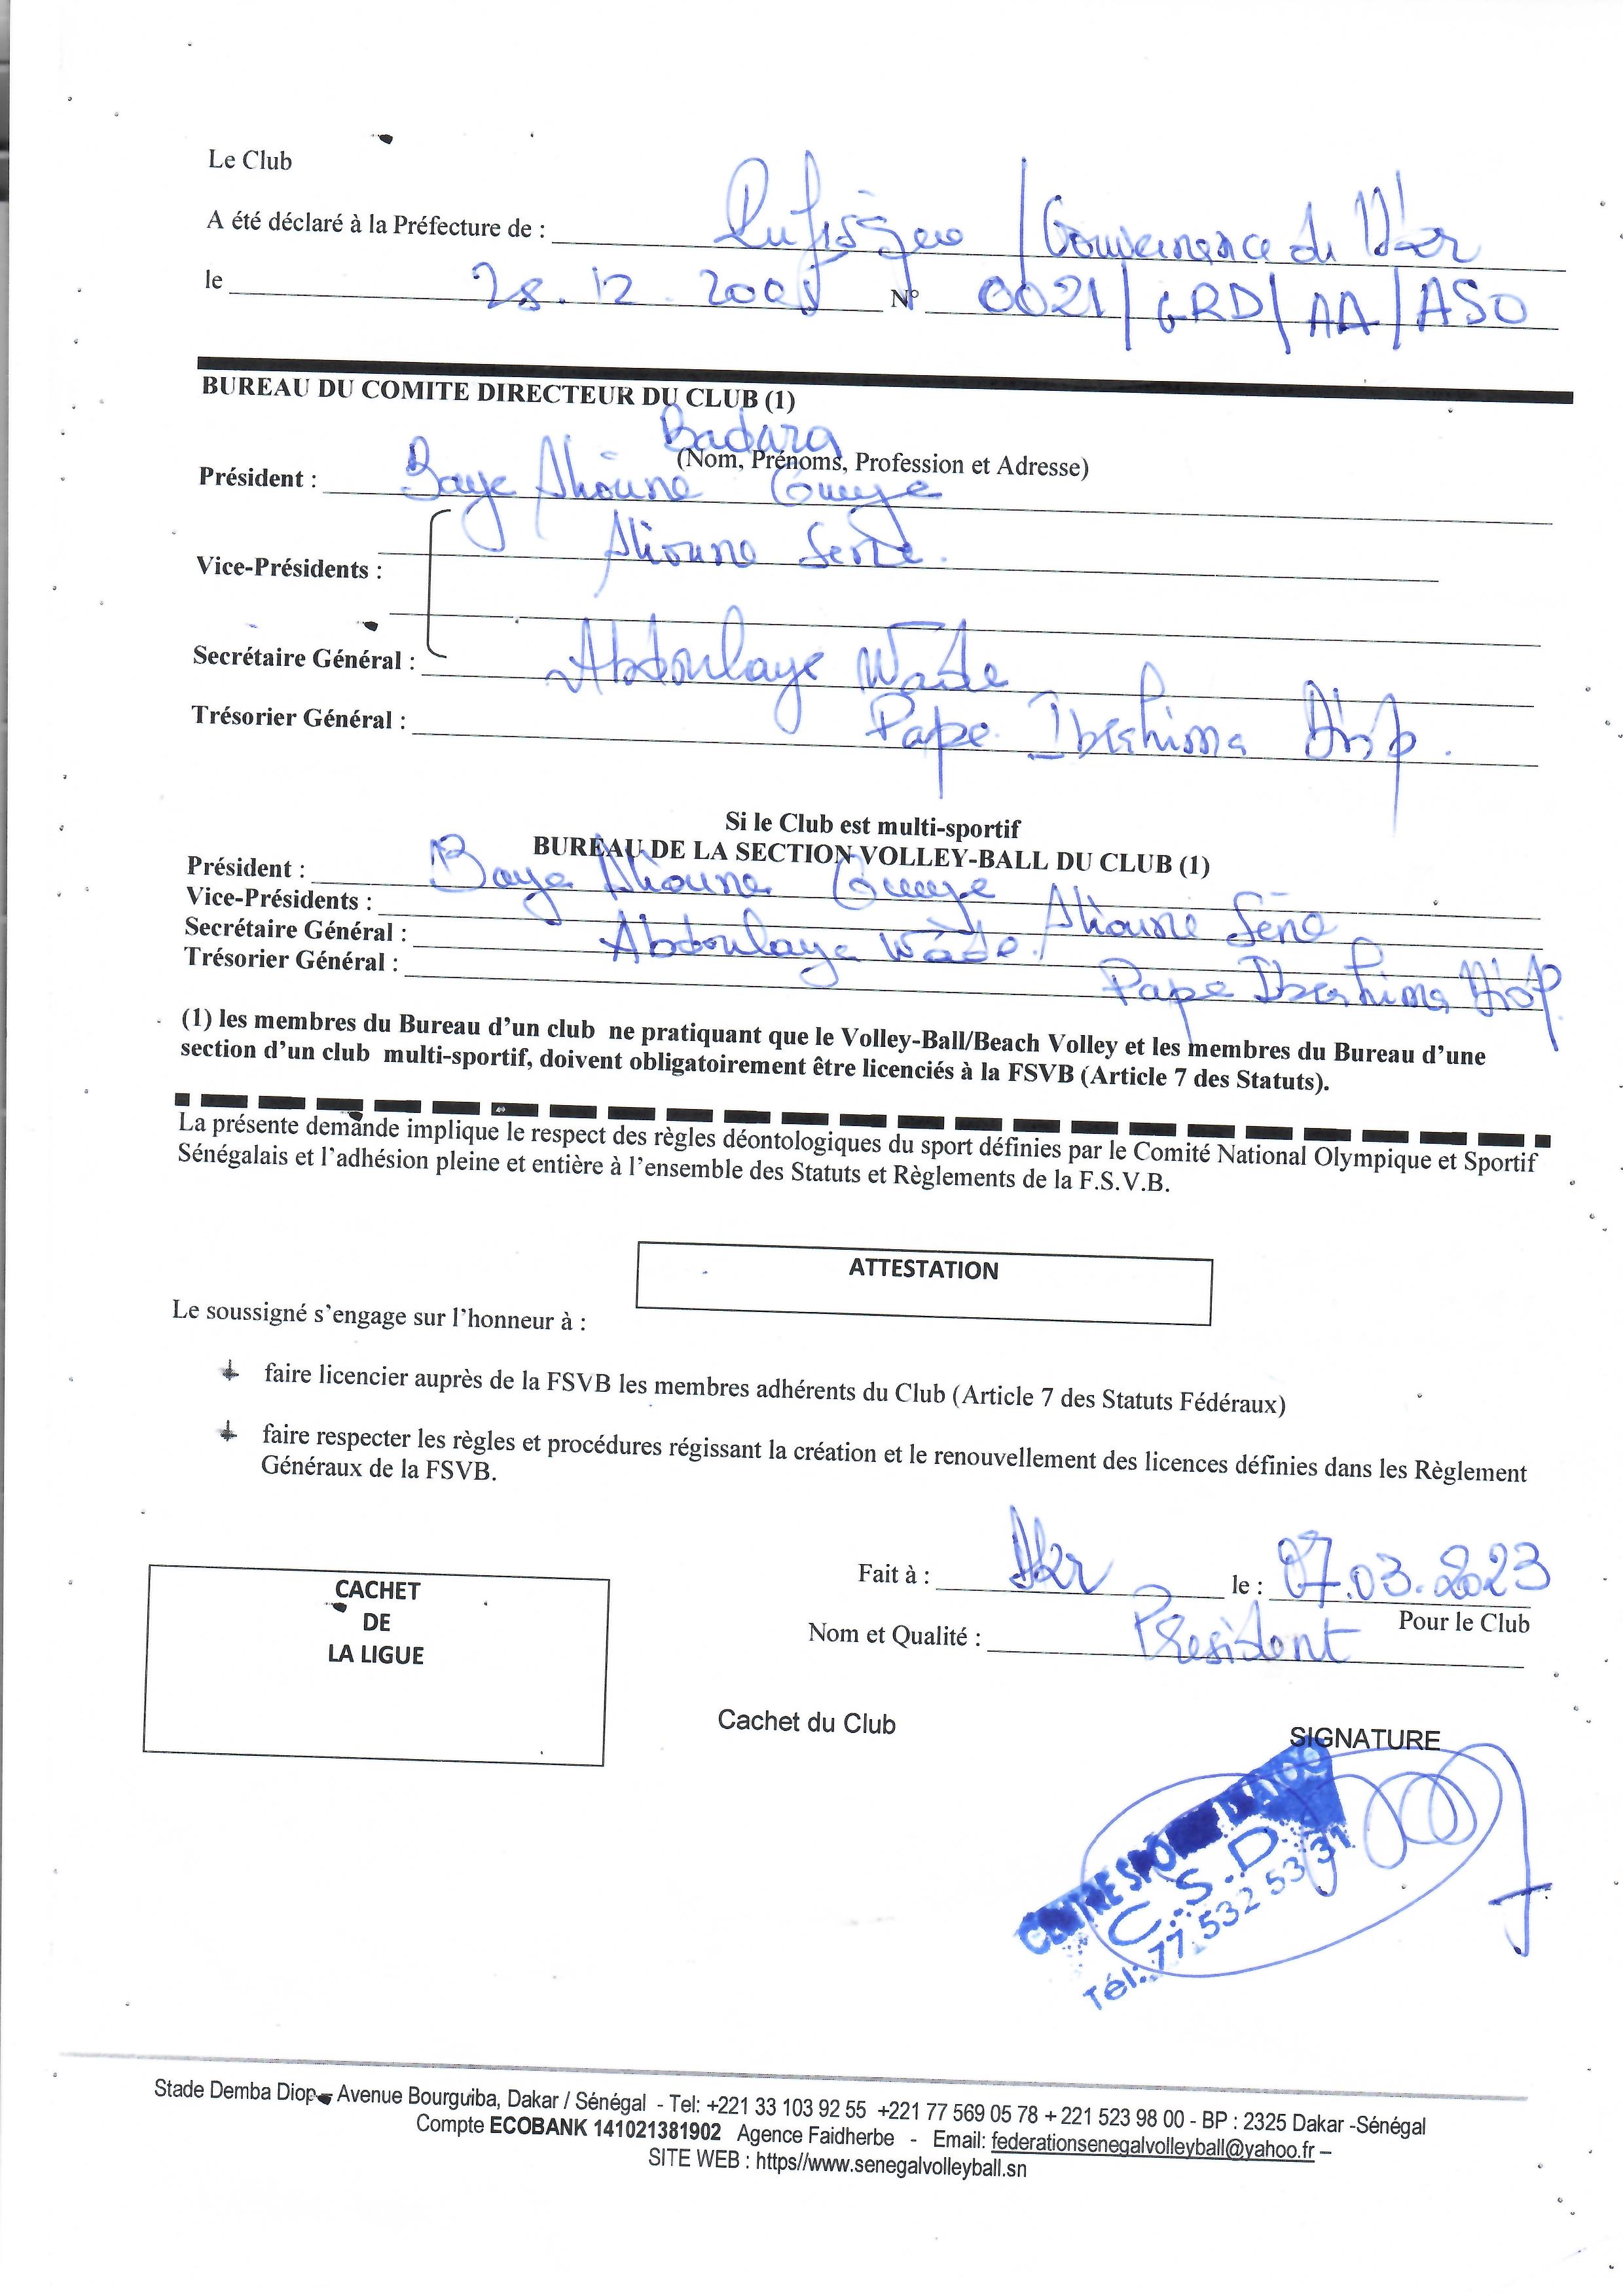 Le Club
A été déclaré à la Préfecture de : Rufisque / Gouvernance de Dkr
le 28.12.200 N° 0021/GRD/AA/ASO
BUREAU DU COMITE DIRECTEUR DU CLUB (1)
Badara
(Nom, Prénoms, Profession et Adresse)
Président : Baye Alioune Gueye
Alioune Sene.
Vice-Présidents :
Secrétaire Général : Abdoulaye Wade
Trésorier Général : Pape Ibrahima Diop.
Si le Club est multi-sportif
BUREAU DE LA SECTION VOLLEY-BALL DU CLUB (1)
Président : Baye Alioune Gueye
Vice-Présidents : Alioune Sène
Secrétaire Général : Abdoulaye Wade.
Trésorier Général : Pape Ibrahima Diop
(1) les membres du Bureau d’un club ne pratiquant que le Volley-Ball/Beach Volley et les membres du Bureau d’une
section d’un club multi-sportif, doivent obligatoirement être licenciés à la FSVB (Article 7 des Statuts).
La présente demande implique le respect des règles déontologiques du sport définies par le Comité National Olympique et Sportif
Sénégalais et l’adhésion pleine et entière à l’ensemble des Statuts et Règlements de la F.S.V.B.
ATTESTATION
Le soussigné s’engage sur l’honneur à :
faire licencier auprès de la FSVB les membres adhérents du Club (Article 7 des Statuts Fédéraux)
faire respecter les règles et procédures régissant la création et le renouvellement des licences définies dans les Règlement
Généraux de la FSVB.
Fait à : Dkr le : 07.03.2023
Pour le Club
Nom et Qualité : President
CACHET
DE
LA LIGUE
Cachet du Club
SIGNATURE
CENTRE
C.S.D
Tél: 77 532 53 31
Stade Demba Diop – Avenue Bourguiba, Dakar / Sénégal - Tel: +221 33 103 92 55 +221 77 569 05 78 + 221 523 98 00 - BP : 2325 Dakar -Sénégal
Compte ECOBANK 141021381902 Agence Faidherbe - Email: federationsenegalvolleyball@yahoo.fr –
SITE WEB : https//www.senegalvolleyball.sn